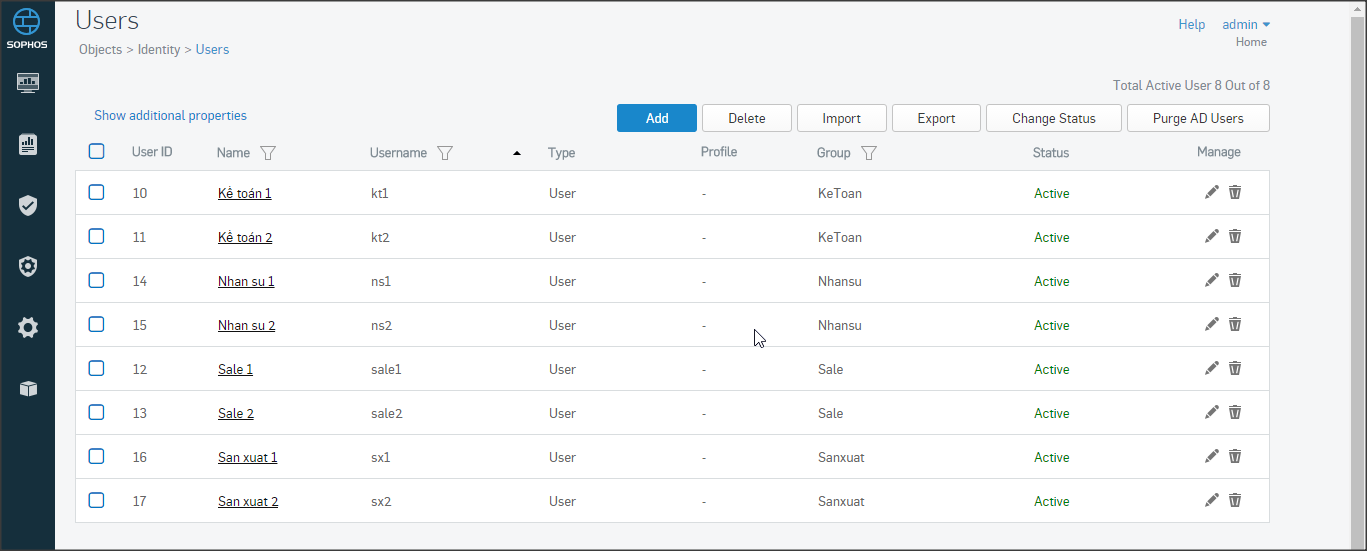 Users
Help admin
SOPHOS
Objects > Identity > Users
Home
Total Active User 8 Out of 8
Show additional properties
Add Delete Import Export Change Status Purge AD Users
User ID Name Username Type Profile Group Status Manage
10 Kế toán 1 kt1 User - KeToan Active
11 Kế toán 2 kt2 User - KeToan Active
14 Nhan su 1 ns1 User - Nhansu Active
15 Nhan su 2 ns2 User - Nhansu Active
12 Sale 1 sale1 User - Sale Active
13 Sale 2 sale2 User - Sale Active
16 San xuat 1 sx1 User - Sanxuat Active
17 San xuat 2 sx2 User - Sanxuat Active